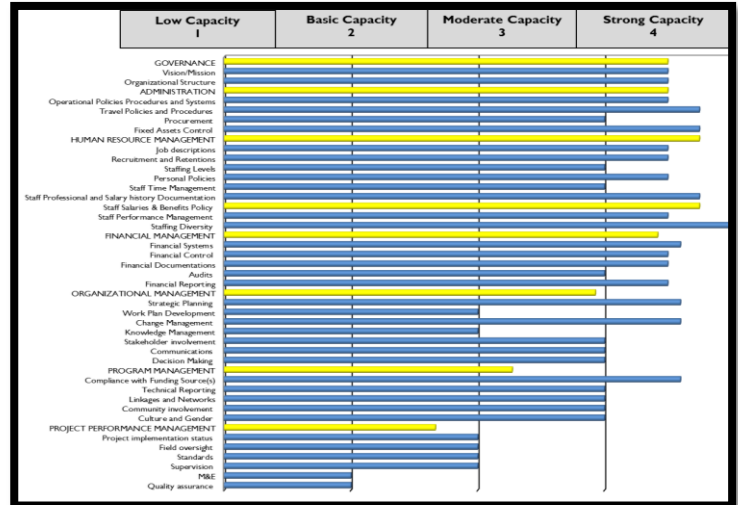 Low Capacity
1
Basic Capacity
2
Moderate Capacity
3
Strong Capacity
4
GOVERNANCE
Vision/Mission
Organizational Structure
ADMINISTRATION
Operational Policies Procedures and Systems
Travel Policies and Procedures
Procurement
Fixed Assets Control
HUMAN RESOURCE MANAGEMENT
Job descriptions
Recruitment and Retentions
Staffing Levels
Personal Policies
Staff Time Management
Staff Professional and Salary history Documentation
Staff Salaries & Benefits Policy
Staff Performance Management
Staffing Diversity
FINANCIAL MANAGEMENT
Financial Systems
Financial Control
Financial Documentations
Audits
Financial Reporting
ORGANIZATIONAL MANAGEMENT
Strategic Planning
Work Plan Development
Change Management
Knowledge Management
Stakeholder involvement
Communications
Decision Making
PROGRAM MANAGEMENT
Compliance with Funding Source(s)
Technical Reporting
Linkages and Networks
Community involvement
Culture and Gender
PROJECT PERFORMANCE MANAGEMENT
Project implementation status
Field oversight
Standards
Supervision
M&E
Quality assurance